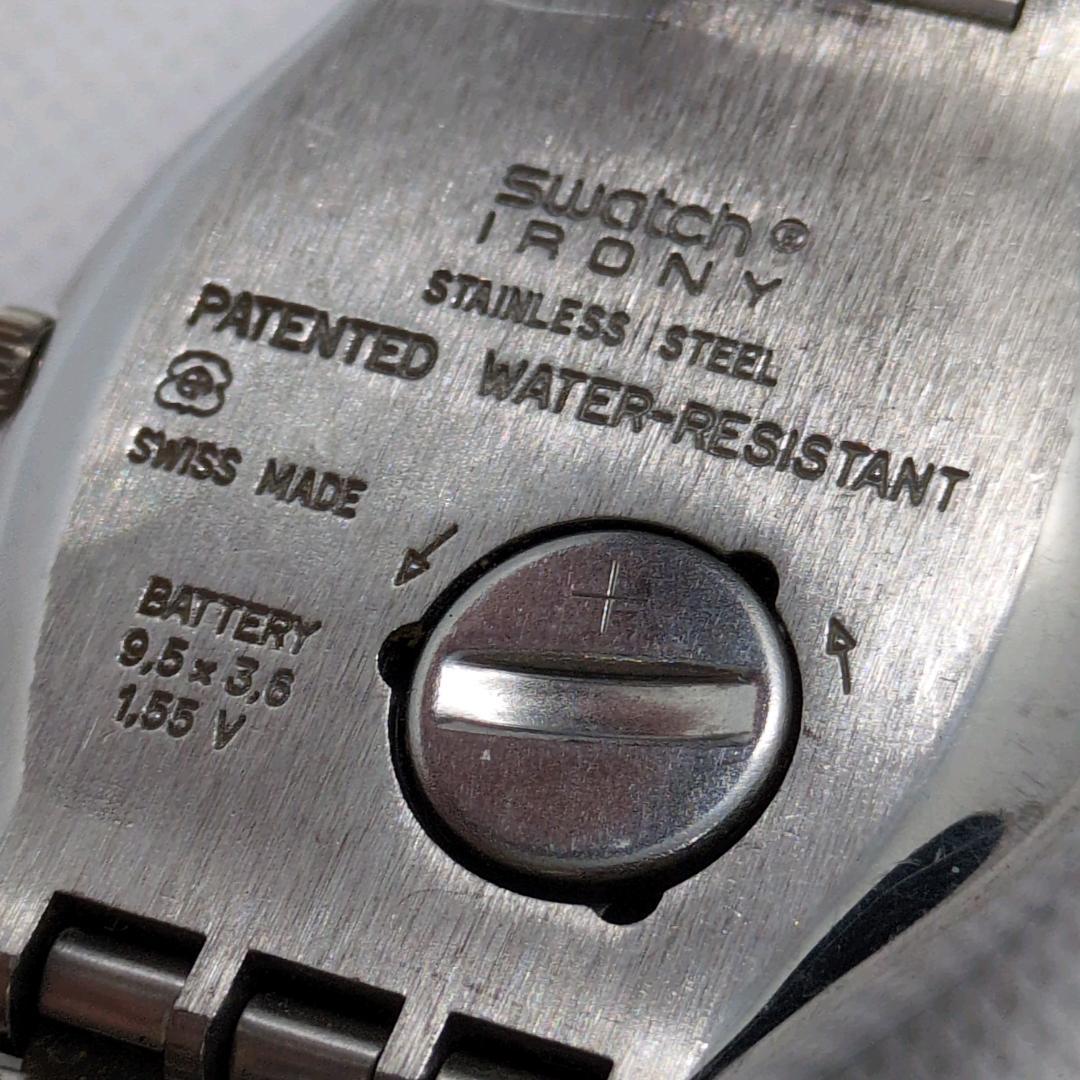 swatch®
IRONY
STAINLESS STEEL
PATENTED WATER-RESISTANT
SWISS MADE
BATTERY
9,5 x 3,6
1,55 V
+